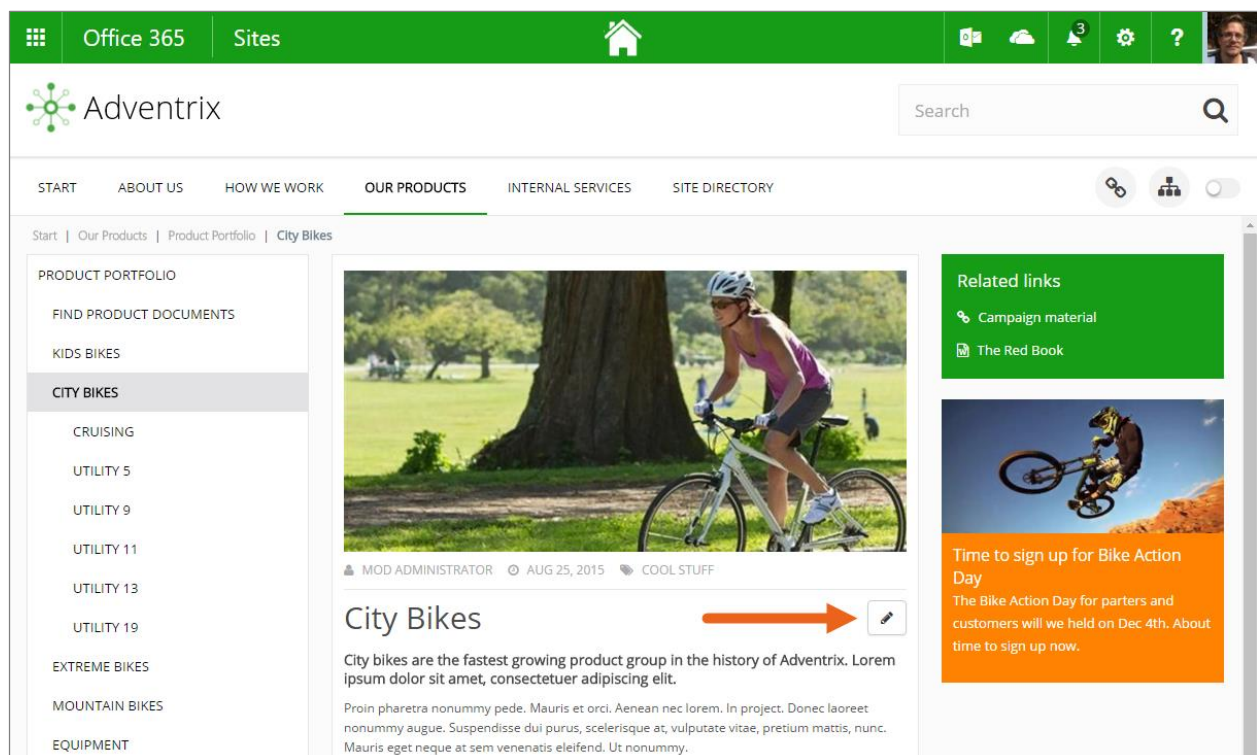 Office 365
Sites
3
?
Adventrix
Search
START
ABOUT US
HOW WE WORK
OUR PRODUCTS
INTERNAL SERVICES
SITE DIRECTORY
Start | Our Products | Product Portfolio | City Bikes
PRODUCT PORTFOLIO
FIND PRODUCT DOCUMENTS
KIDS BIKES
CITY BIKES
CRUISING
UTILITY 5
UTILITY 9
UTILITY 11
UTILITY 13
UTILITY 19
EXTREME BIKES
MOUNTAIN BIKES
EQUIPMENT
MOD ADMINISTRATOR
AUG 25, 2015
COOL STUFF
City Bikes
City bikes are the fastest growing product group in the history of Adventrix. Lorem
ipsum dolor sit amet, consectetuer adipiscing elit.
Proin pharetra nonummy pede. Mauris et orci. Aenean nec lorem. In project. Donec laoreet
nonummy augue. Suspendisse dui purus, scelerisque at, vulputate vitae, pretium mattis, nunc.
Mauris eget neque at sem venenatis eleifend. Ut nonummy.
Related links
Campaign material
The Red Book
Time to sign up for Bike Action
Day
The Bike Action Day for parters and
customers will we held on Dec 4th. About
time to sign up now.